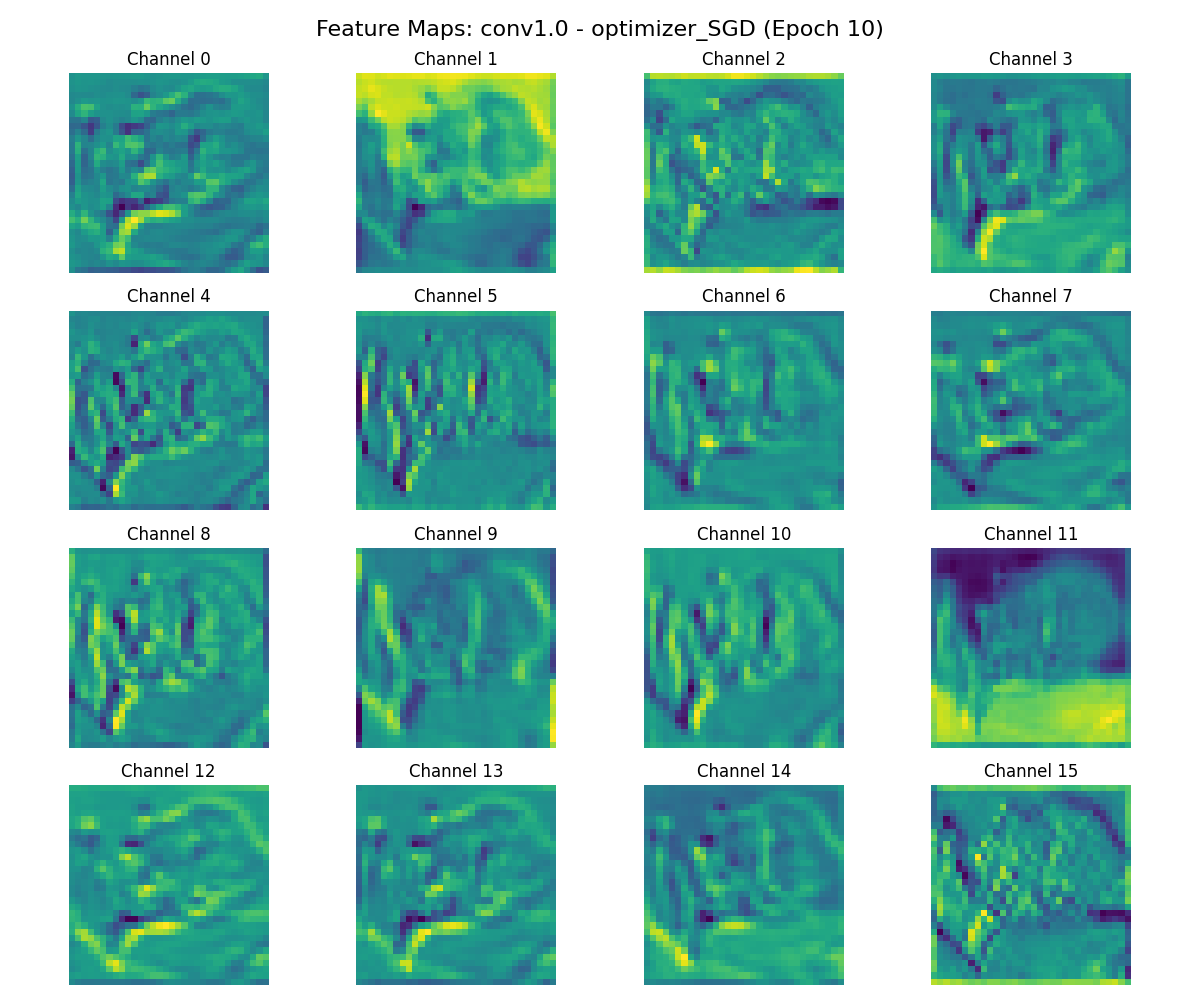 Feature Maps: conv1.0 - optimizer_SGD (Epoch 10)
Channel 0 Channel 1 Channel 2 Channel 3
Channel 4 Channel 5 Channel 6 Channel 7
Channel 8 Channel 9 Channel 10 Channel 11
Channel 12 Channel 13 Channel 14 Channel 15